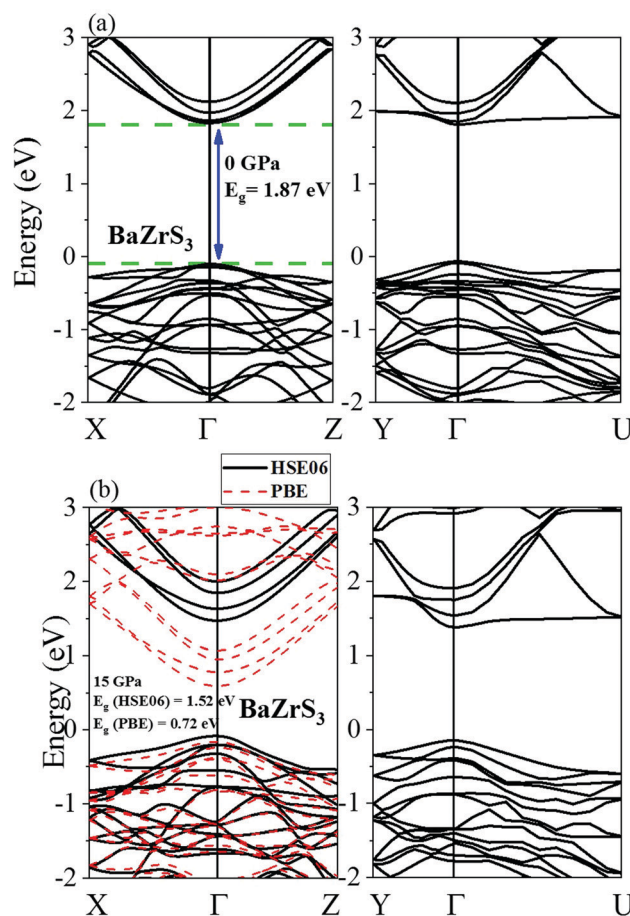 (a)
3
2
1
0
-1
-2
Energy (eV)
0 GPa
E_g= 1.87 eV
BaZrS₃
X Γ Z
3
2
1
0
-1
-2
Y Γ U
HSE06
PBE
(b)
3
2
1
0
-1
-2
Energy (eV)
15 GPa
E_g (HSE06) = 1.52 eV
E_g (PBE) = 0.72 eV
BaZrS₃
X Γ Z
3
2
1
0
-1
-2
Y Γ U